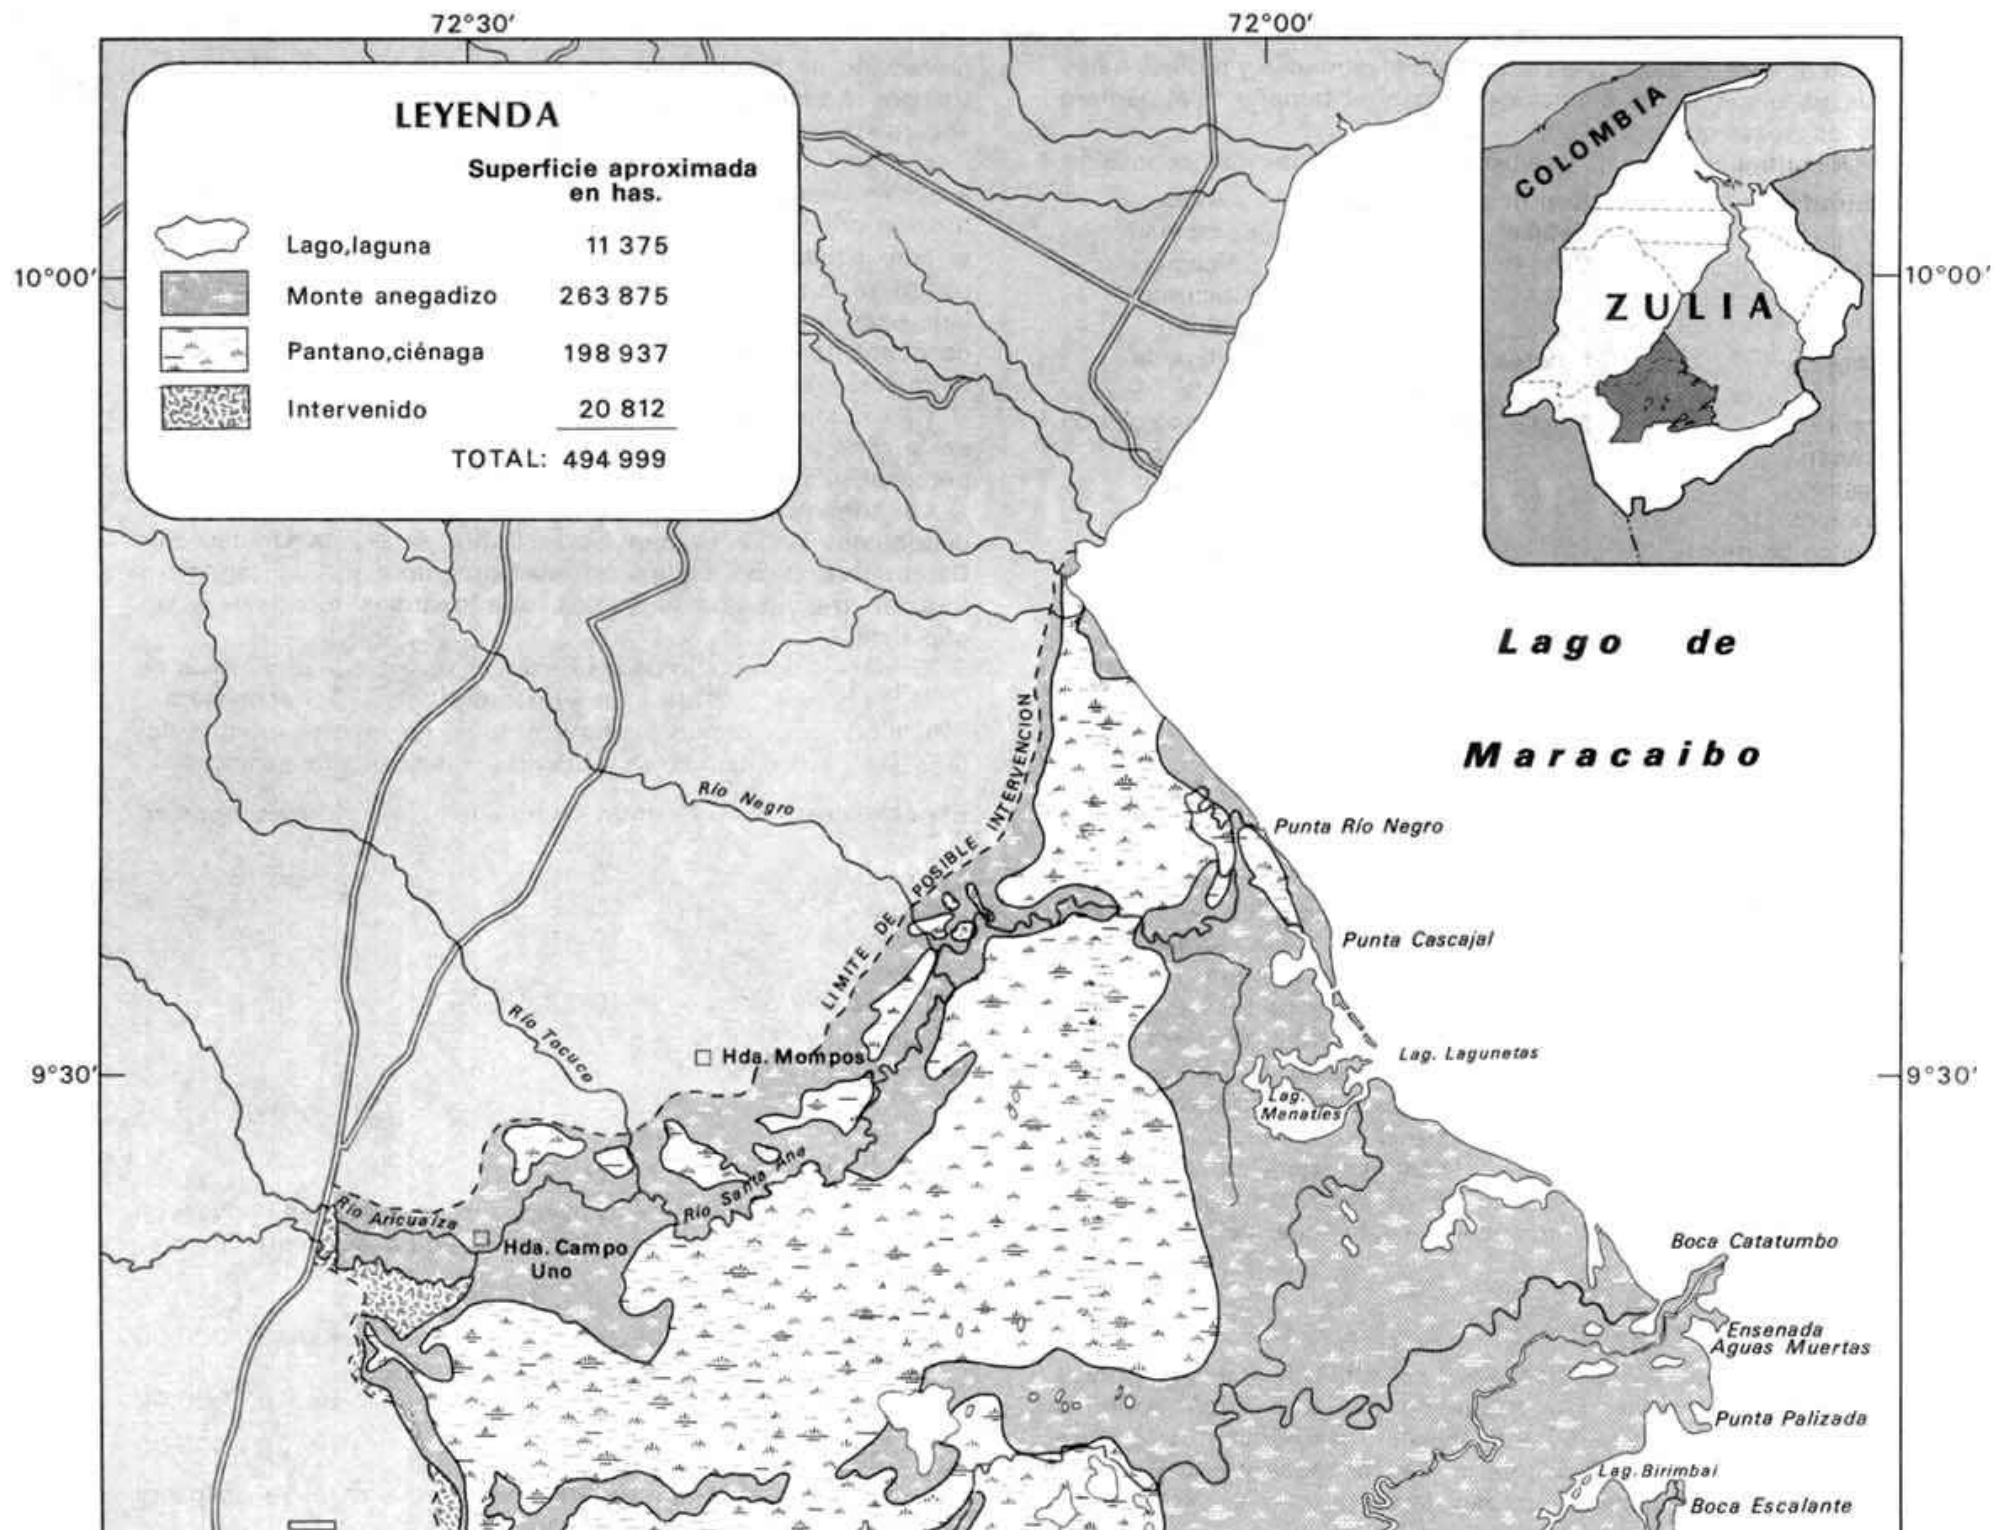 72°30'
72°00'
LEYENDA
Superficie aproximada
en has.
Lago,laguna 11 375
Monte anegadizo 263 875
Pantano,ciénaga 198 937
Intervenido 20 812
TOTAL: 494 999
COLOMBIA
ZULIA
10°00'
10°00'
Lago de
Maracaibo
LIMITE DE POSIBLE INTERVENCION
Río Negro
Punta Río Negro
Punta Cascajal
Río Tocuco
Hda. Mompos
Lag. Lagunetas
9°30'
9°30'
Lag.
Manatíes
Río Santa Ana
Río Aricuaiza
Hda. Campo
Uno
Boca Catatumbo
Ensenada
Aguas Muertas
Punta Palizada
Lag. Birimbai
Boca Escalante